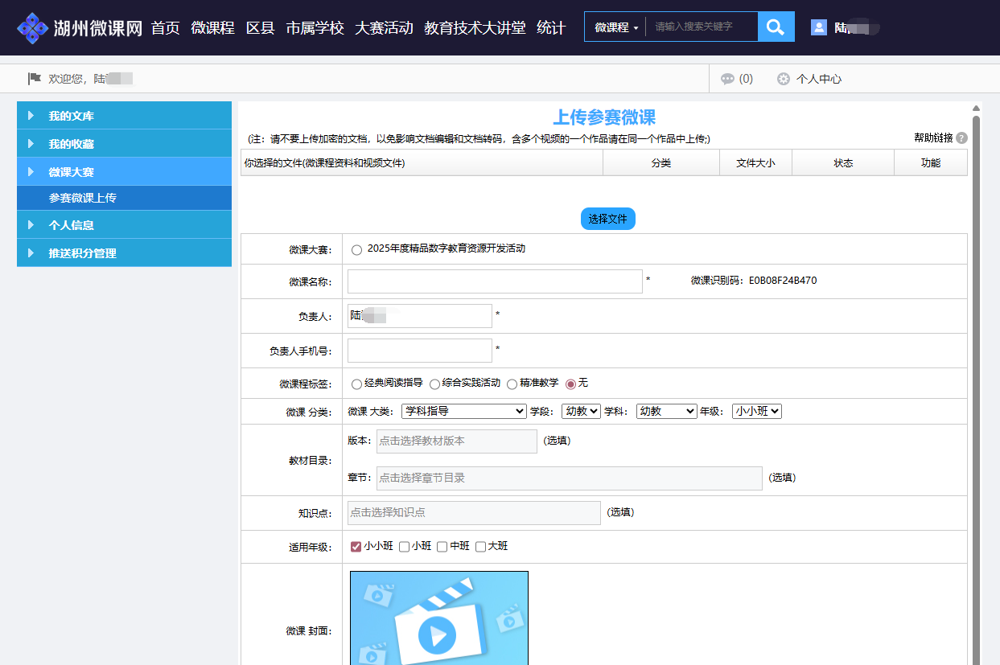 湖州微课网 首页 微课程 区县 市属学校 大赛活动 教育技术大讲堂 统计 微课程 请输入搜索关键字 陆
欢迎您，陆 (0) 个人中心
我的文库
我的收藏
微课大赛
参赛微课上传
个人信息
推送积分管理
上传参赛微课
(注：请不要上传加密的文档，以免影响文档编辑和文档转码，含多个视频的一个作品请在同一个作品中上传;) 帮助链接 ?
你选择的文件(微课程资料和视频文件) 分类 文件大小 状态 功能
选择文件
微课大赛： 2025年度精品数字教育资源开发活动
微课名称： * 微课识别码：E0B08F24B470
负责人： 陆 *
负责人手机号： *
微课程标签： 经典阅读指导 综合实践活动 精准教学 无
微课 分类： 微课 大类： 学科指导 学段： 幼教 学科： 幼教 年级： 小小班
教材目录： 版本： 点击选择教材版本 (选填)
章节： 点击选择章节目录 (选填)
知识点： 点击选择知识点 (选填)
适用年级： 小小班 小班 中班 大班
微课 封面：